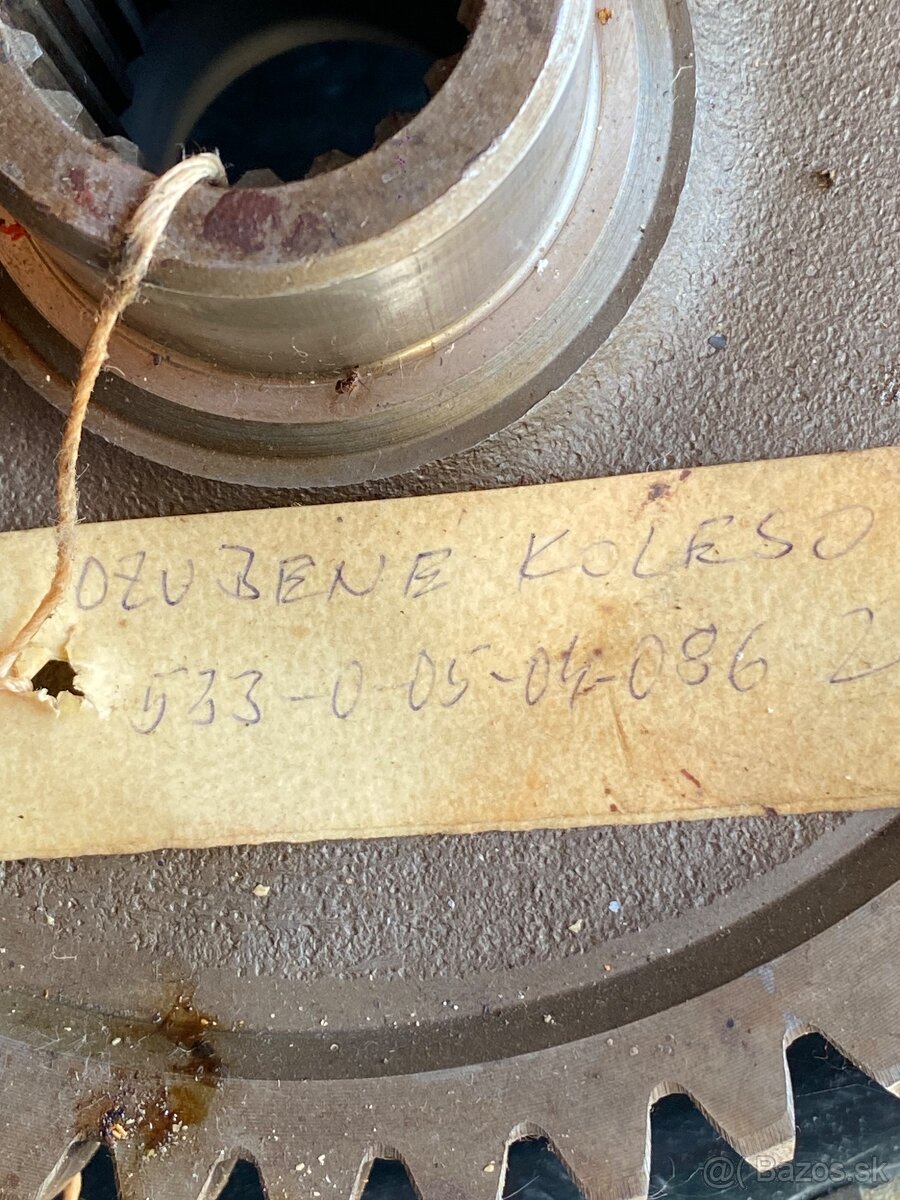 OZUBENE KOLESO
533-0-05-04-086 2
@( Bazos.sk